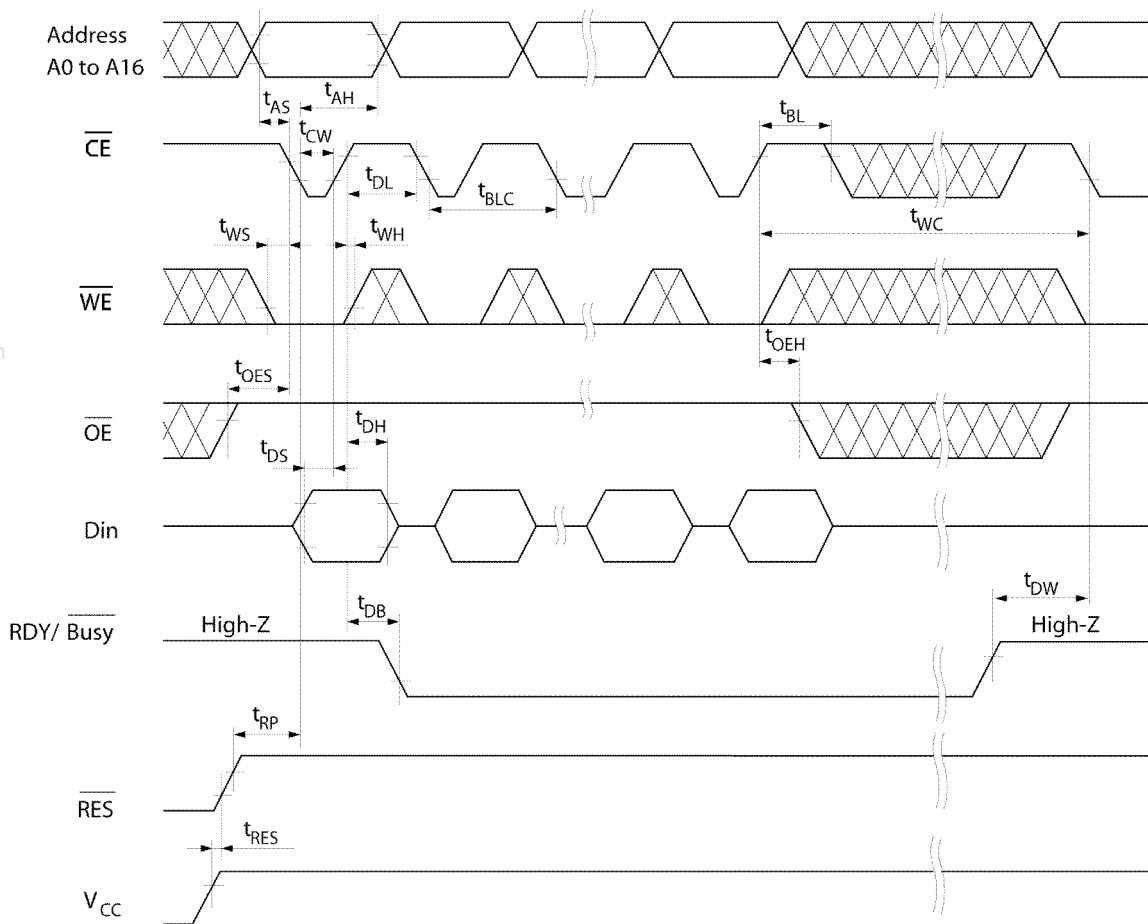 Address
A0 to A16
tAS
tAH
tCW
tBL
CE
tDL
tBLC
tWS
tWH
tWC
WE
tOES
tOEH
OE
tDH
tDS
Din
tDB
tDW
RDY/ Busy
High-Z
High-Z
tRP
RES
tRES
VCC